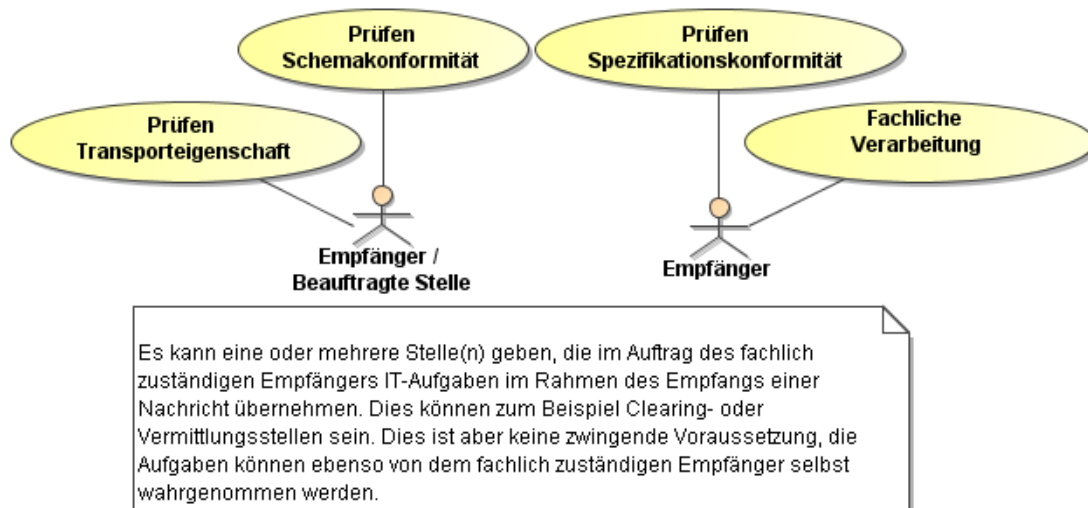 Prüfen
Schemakonformität
Prüfen
Spezifikationskonformität
Prüfen
Transporteigenschaft
Fachliche
Verarbeitung
Empfänger /
Beauftragte Stelle
Empfänger
Es kann eine oder mehrere Stelle(n) geben, die im Auftrag des fachlich
zuständigen Empfängers IT-Aufgaben im Rahmen des Empfangs einer
Nachricht übernehmen. Dies können zum Beispiel Clearing- oder
Vermittlungsstellen sein. Dies ist aber keine zwingende Voraussetzung, die
Aufgaben können ebenso von dem fachlich zuständigen Empfänger selbst
wahrgenommen werden.